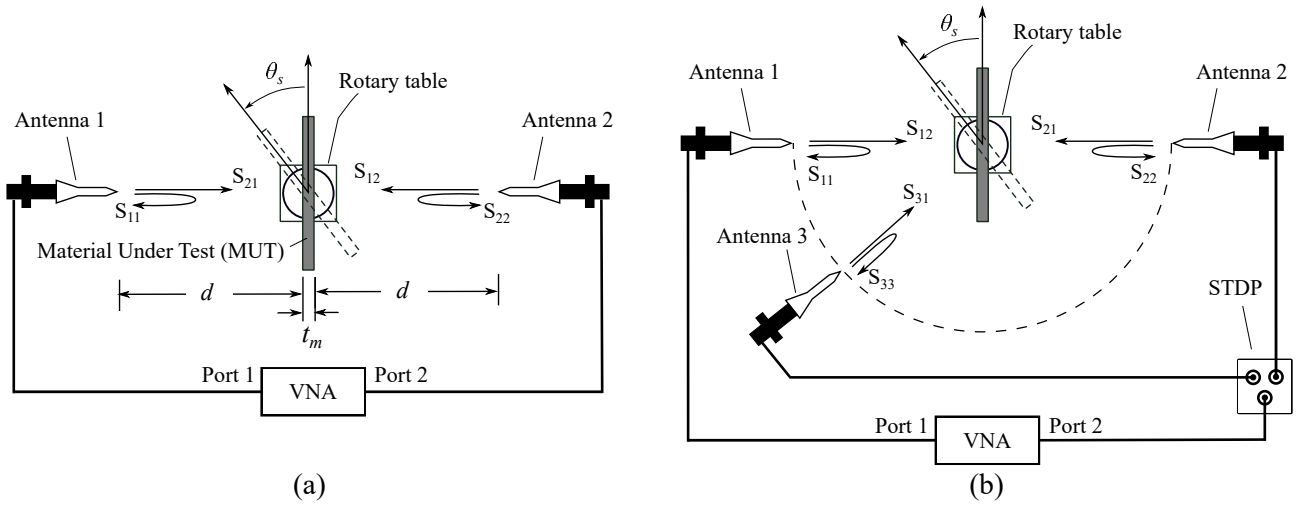 θs
Rotary table
Antenna 1
Antenna 2
S21
S12
S11
S22
Material Under Test (MUT)
d
d
tm
Port 1
VNA
Port 2
(a)
θs
Rotary table
Antenna 1
Antenna 2
S12
S21
S11
S22
S31
Antenna 3
S33
STDP
Port 1
VNA
Port 2
(b)